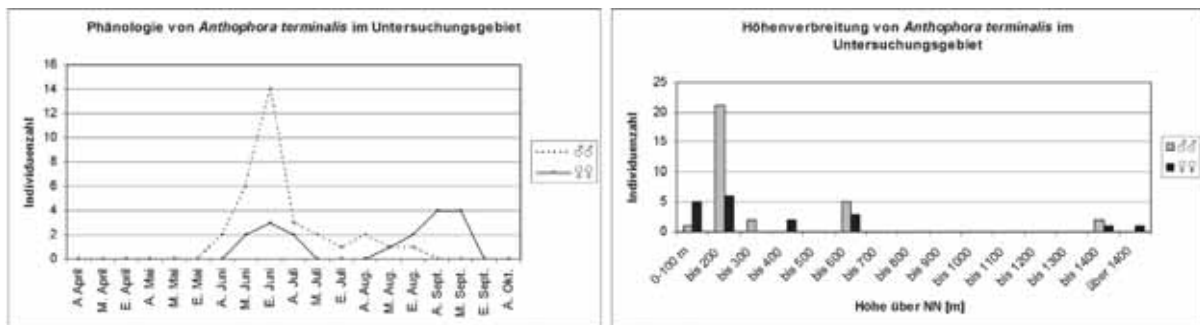 Phänologie von Anthophora terminalis im Untersuchungsgebiet
Individuenzahl
16
14
12
10
8
6
4
2
0
A. April
M. April
E. April
A. Mai
M. Mai
E. Mai
A. Juni
M. Juni
E. Juni
A. Juli
M. Juli
E. Juli
A. Aug.
M. Aug.
E. Aug.
A. Sept.
M. Sept.
E. Sept.
A. Okt.
♂♂
♀♀
Höhenverbreitung von Anthophora terminalis im
Untersuchungsgebiet
Individuenzahl
25
20
15
10
5
0
0-100 m
bis 200
bis 300
bis 400
bis 500
bis 600
bis 700
bis 800
bis 900
bis 1000
bis 1100
bis 1200
bis 1300
bis 1400
über 1400
Höhe über NN [m]
♂♂
♀♀